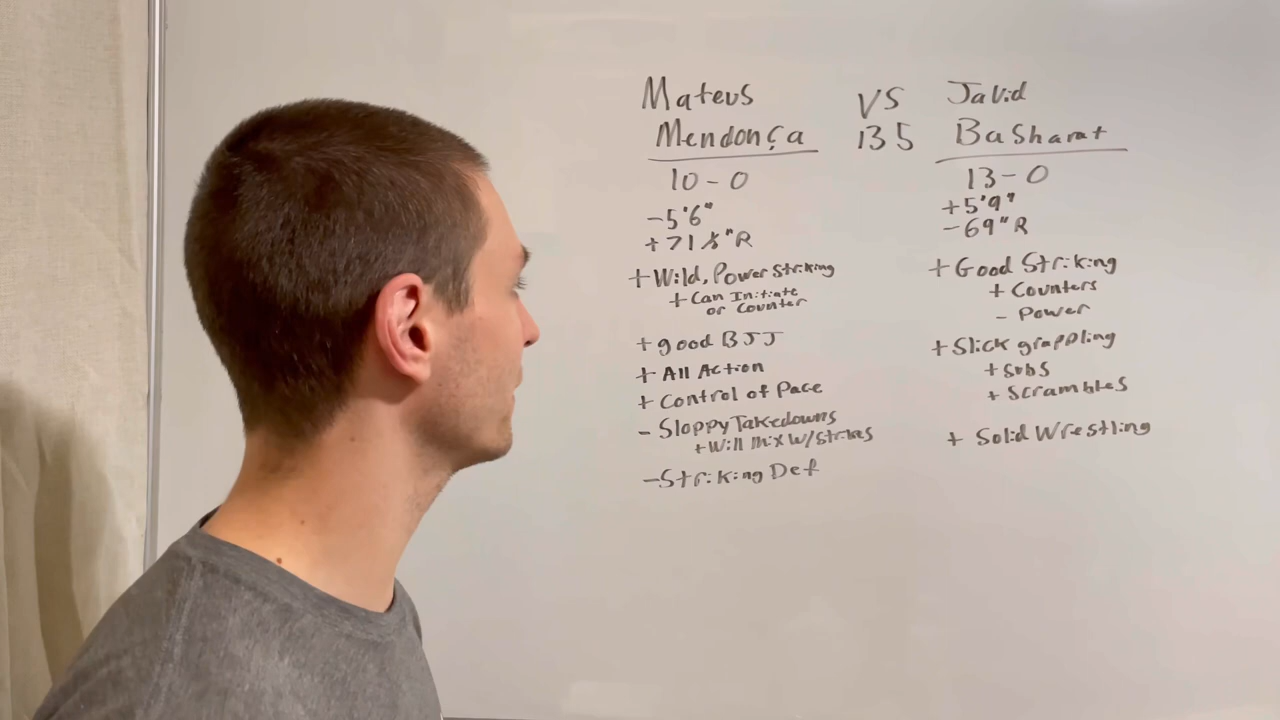 Mateus
Mendonça
10-0
-5'6"
+71"R
+Wild, Power Striking
+Can Initiate
or Counter
+good BJJ
+All Action
+Control of Pace
-Sloppy Takedowns
+Will mix w/strikes
-Striking Def
VS
135
Javid
Basharat
13-0
+5'9"
-69"R
+Good Striking
+Counters
-Power
+Slick grappling
+Subs
+Scrambles
+Solid Wrestling